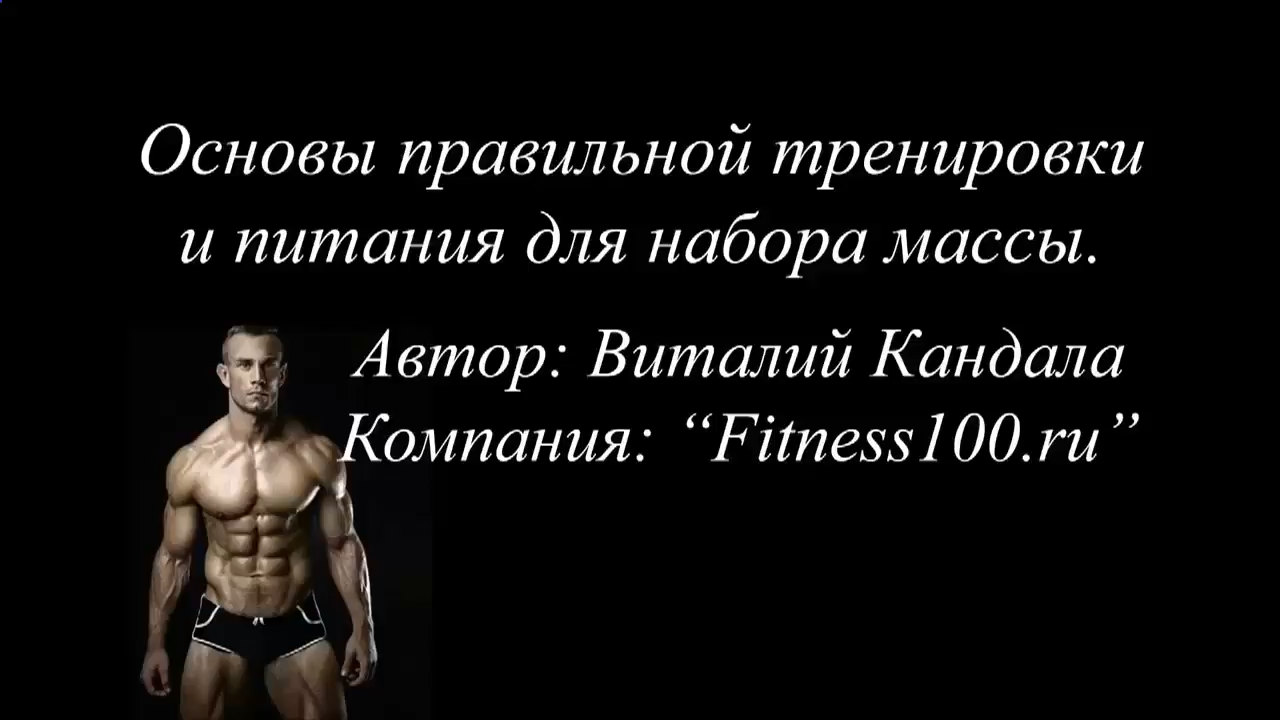 Основы правильной тренировки
и питания для набора массы.
Автор: Виталий Кандала
Компания: “Fitness100.ru”